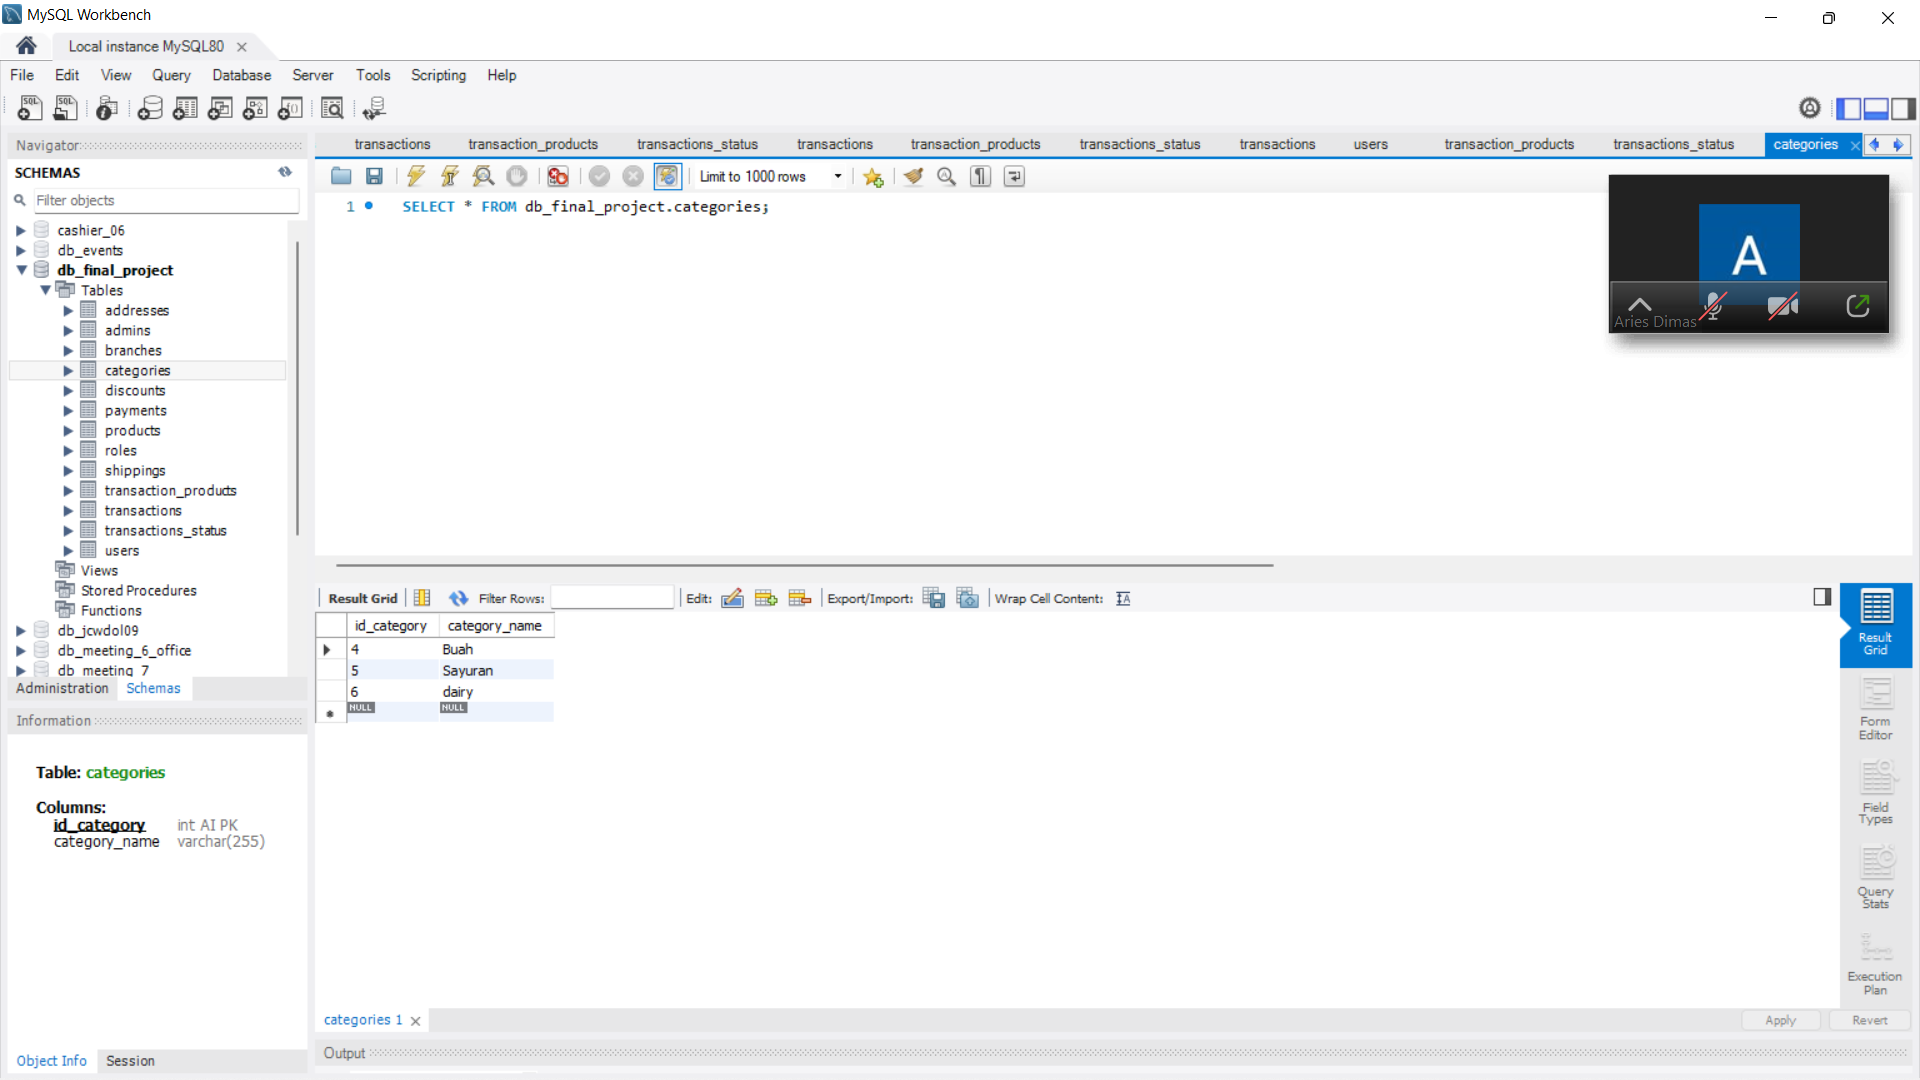 MySQL Workbench
Local instance MySQL80
File Edit View Query Database Server Tools Scripting Help
Navigator
SCHEMAS
Filter objects
cashier_06
db_events
db_final_project
Tables
addresses
admins
branches
categories
discounts
payments
products
roles
shippings
transaction_products
transactions
transactions_status
users
Views
Stored Procedures
Functions
db_jcwdol09
db_meeting_6_office
db_meeting_7
Administration Schemas
Information
Table: categories
Columns:
id_category int AI PK
category_name varchar(255)
Object Info Session
transactions transaction_products transactions_status transactions transaction_products transactions_status transactions users transaction_products transactions_status categories
Limit to 1000 rows
1 SELECT * FROM db_final_project.categories;
A
Aries Dimas
Result Grid Filter Rows: Edit: Export/Import: Wrap Cell Content:
id_category category_name
4 Buah
5 Sayuran
6 dairy
NULL NULL
Result
Grid
Form
Editor
Field
Types
Query
Stats
Execution
Plan
categories 1
Apply Revert
Output